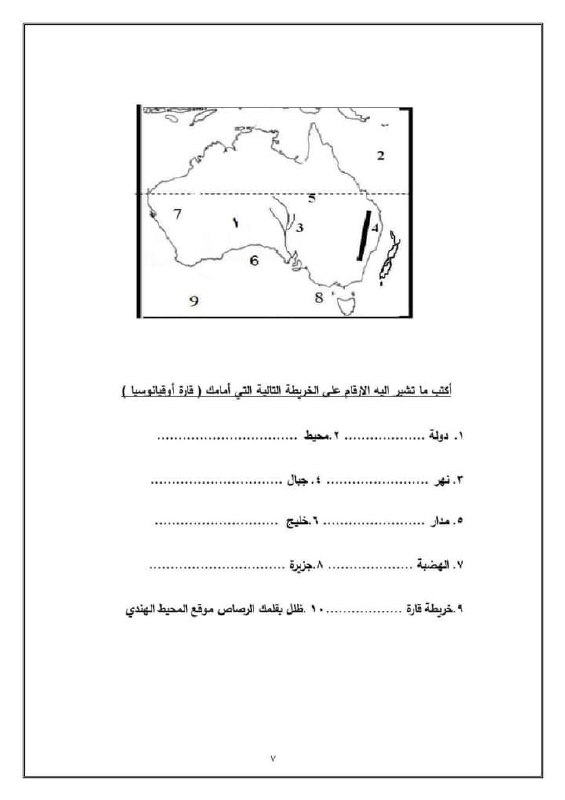 2
5
7
١
3
4
6
9
8
أكتب ما تشير اليه الارقام على الخريطة التالية التي أمامك ( قارة أوقيانوسيا )
١. دولة ................... ٢.محيط .................................
٣. نهر ........................ ٤. جبال ...............................
٥. مدار ........................ ٦.خليج .............................
٧. الهضبة .................... ٨.جزيرة ................................
٩.خريطة قارة ..................١٠ .ظلل بقلمك الرصاص موقع المحيط الهندي
٧